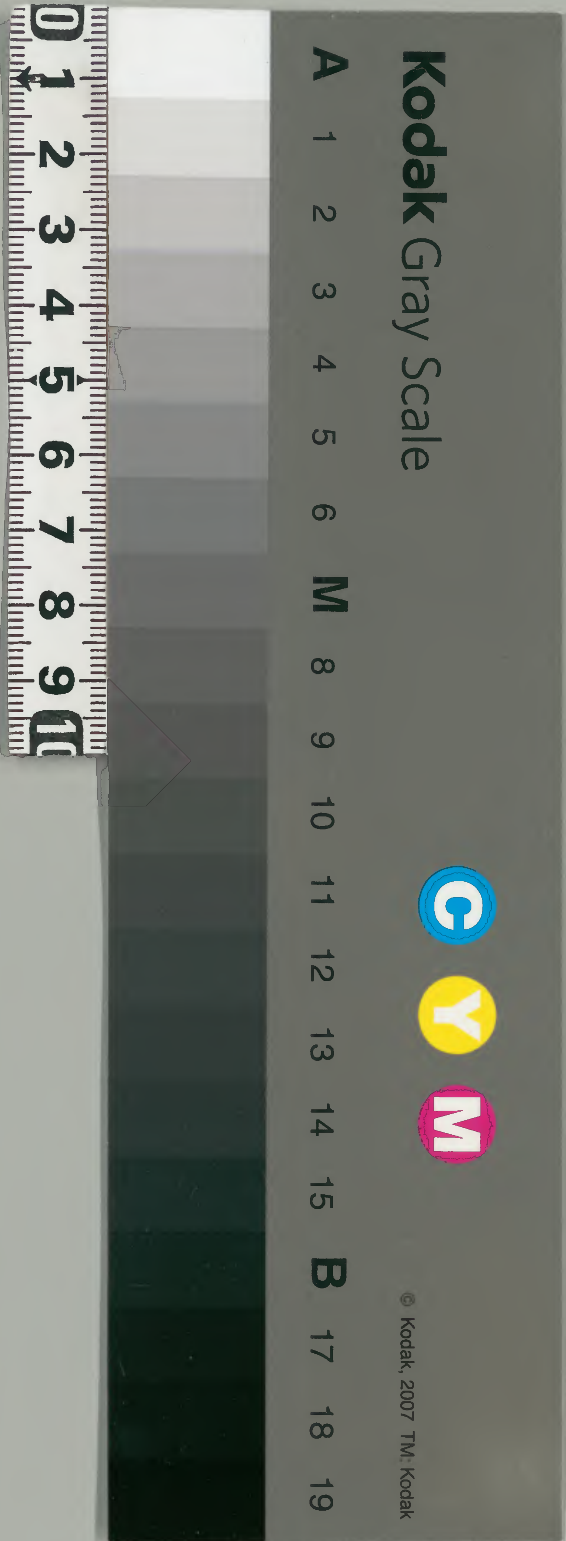 Kodak Gray Scale
C Y M
© Kodak, 2007 TM: Kodak
A 1 2 3 4 5 6 M 8 9 10 11 12 13 14 15 B 17 18 19
0 1 2 3 4 5 6 7 8 9 10